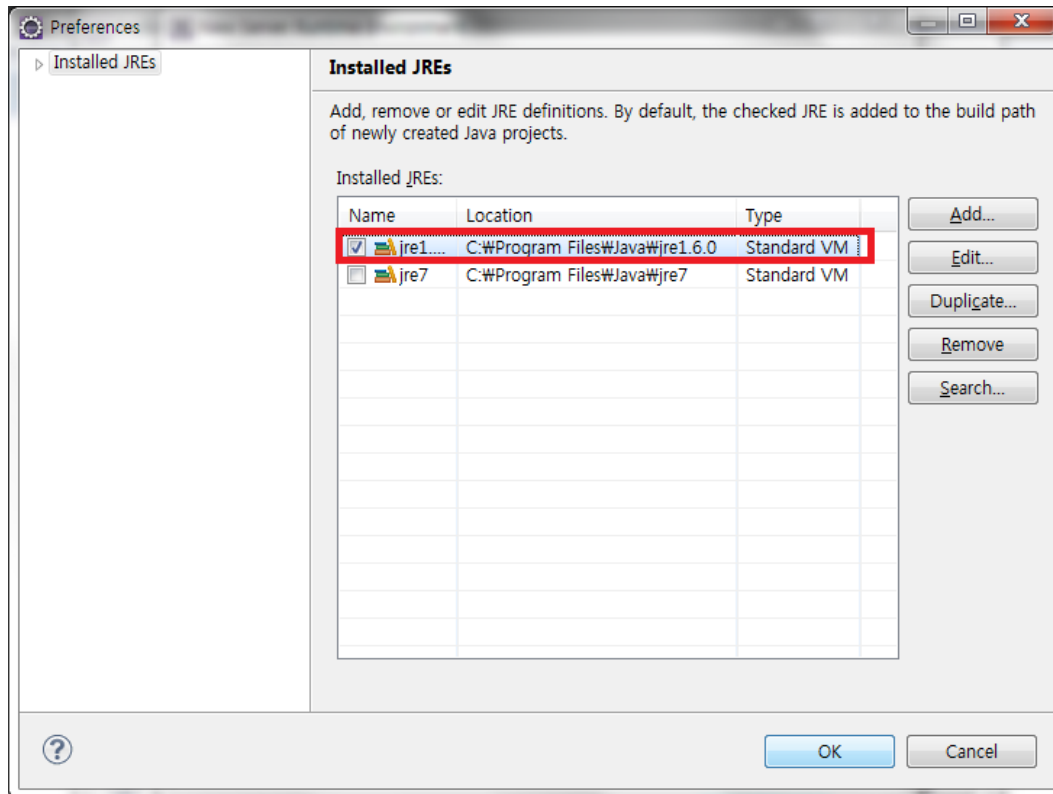 Preferences
Installed JREs
Installed JREs
Add, remove or edit JRE definitions. By default, the checked JRE is added to the build path
of newly created Java projects.
Installed JREs:
Name Location Type
jre1.... C:₩Program Files₩Java₩jre1.6.0 Standard VM
jre7 C:₩Program Files₩Java₩jre7 Standard VM
Add...
Edit...
Duplicate...
Remove
Search...
OK Cancel